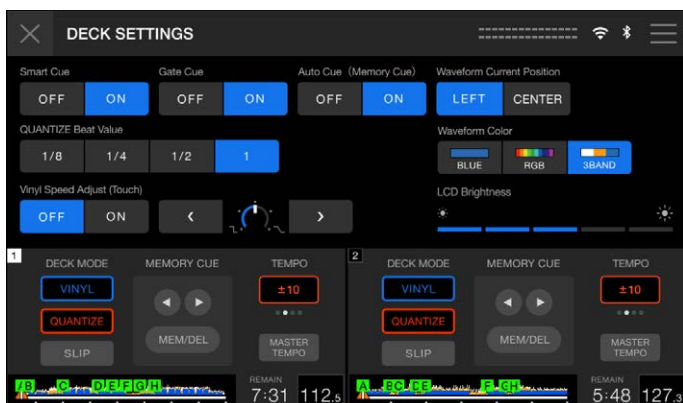 DECK SETTINGS
Smart Cue
Gate Cue
Auto Cue (Memory Cue)
Waveform Current Position
OFF ON
OFF ON
OFF ON
LEFT CENTER
QUANTIZE Beat Value
Waveform Color
1/8 1/4 1/2 1
BLUE RGB 3BAND
Vinyl Speed Adjust (Touch)
LCD Brightness
OFF ON
1
DECK MODE
MEMORY CUE
TEMPO
VINYL
±10
QUANTIZE
SLIP
MEM/DEL
MASTER
TEMPO
B C D E F G H
REMAIN
7:31
112.5
2
DECK MODE
MEMORY CUE
TEMPO
VINYL
±10
QUANTIZE
SLIP
MEM/DEL
MASTER
TEMPO
A B C D E F G H
REMAIN
5:48
127.3